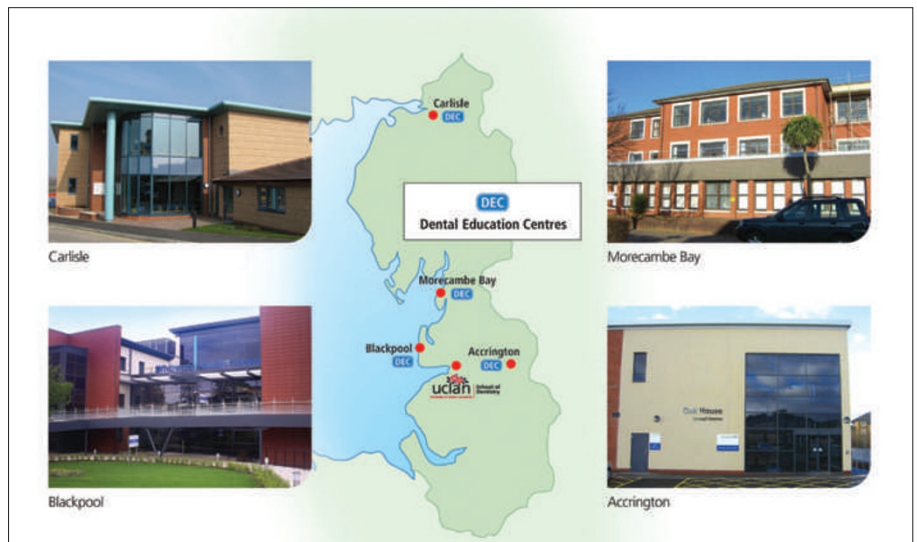 Carlisle
DEC
DEC
Dental Education Centres
Carlisle
Morecambe Bay
Morecambe Bay
DEC
Blackpool
DEC
Accrington
DEC
uclan
School of
Dentistry
House
Blackpool
Accrington